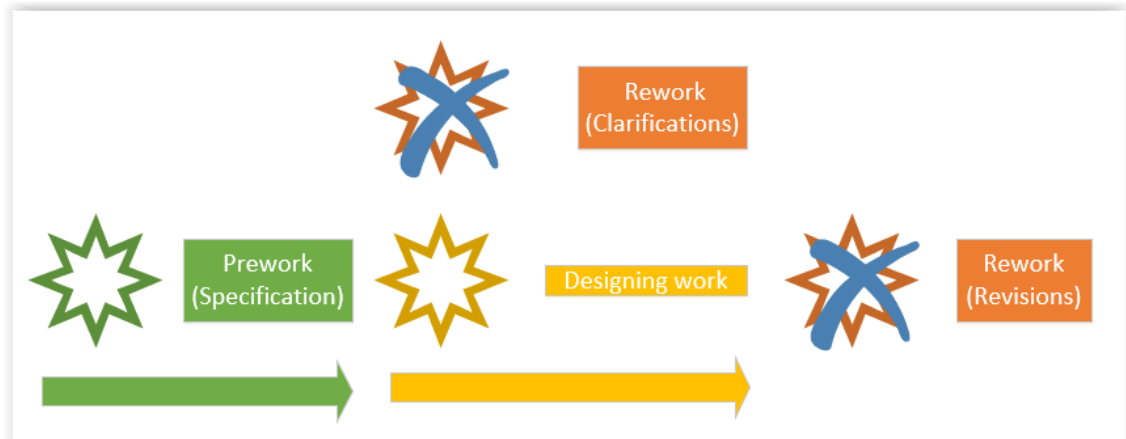 Rework
(Clarifications)
Prework
(Specification)
Designing work
Rework
(Revisions)